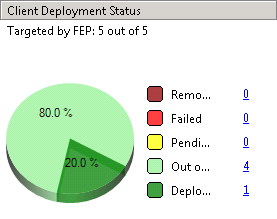 Client Deployment Status
Targeted by FEP: 5 out of 5
80.0 %
20.0 %
Remo... 0
Failed 0
Pendi... 0
Out o... 4
Deplo... 1